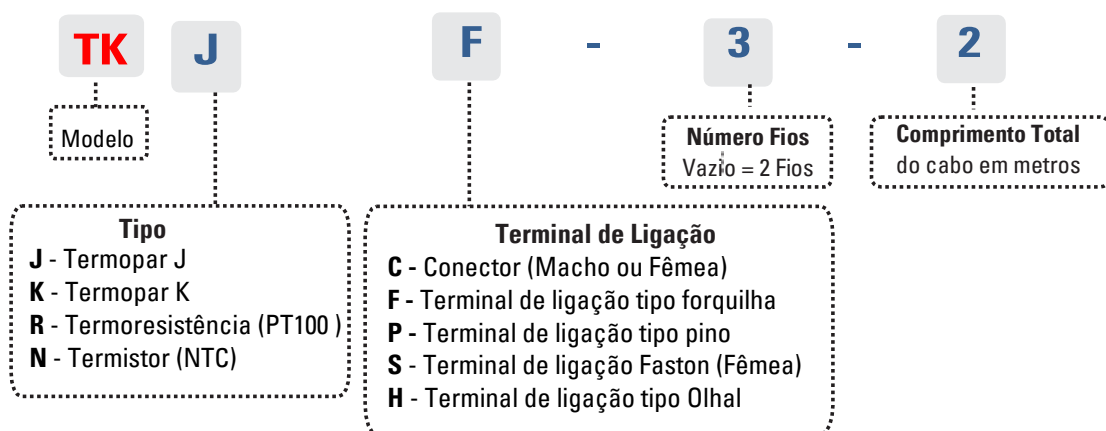 TK J F - 3 - 2
Modelo
Número Fios
Vazio = 2 Fios
Comprimento Total
do cabo em metros
Tipo
J - Termopar J
K - Termopar K
R - Termoresistência (PT100 )
N - Termistor (NTC)
Terminal de Ligação
C - Conector (Macho ou Fêmea)
F - Terminal de ligação tipo forquilha
P - Terminal de ligação tipo pino
S - Terminal de ligação Faston (Fêmea)
H - Terminal de ligação tipo Olhal